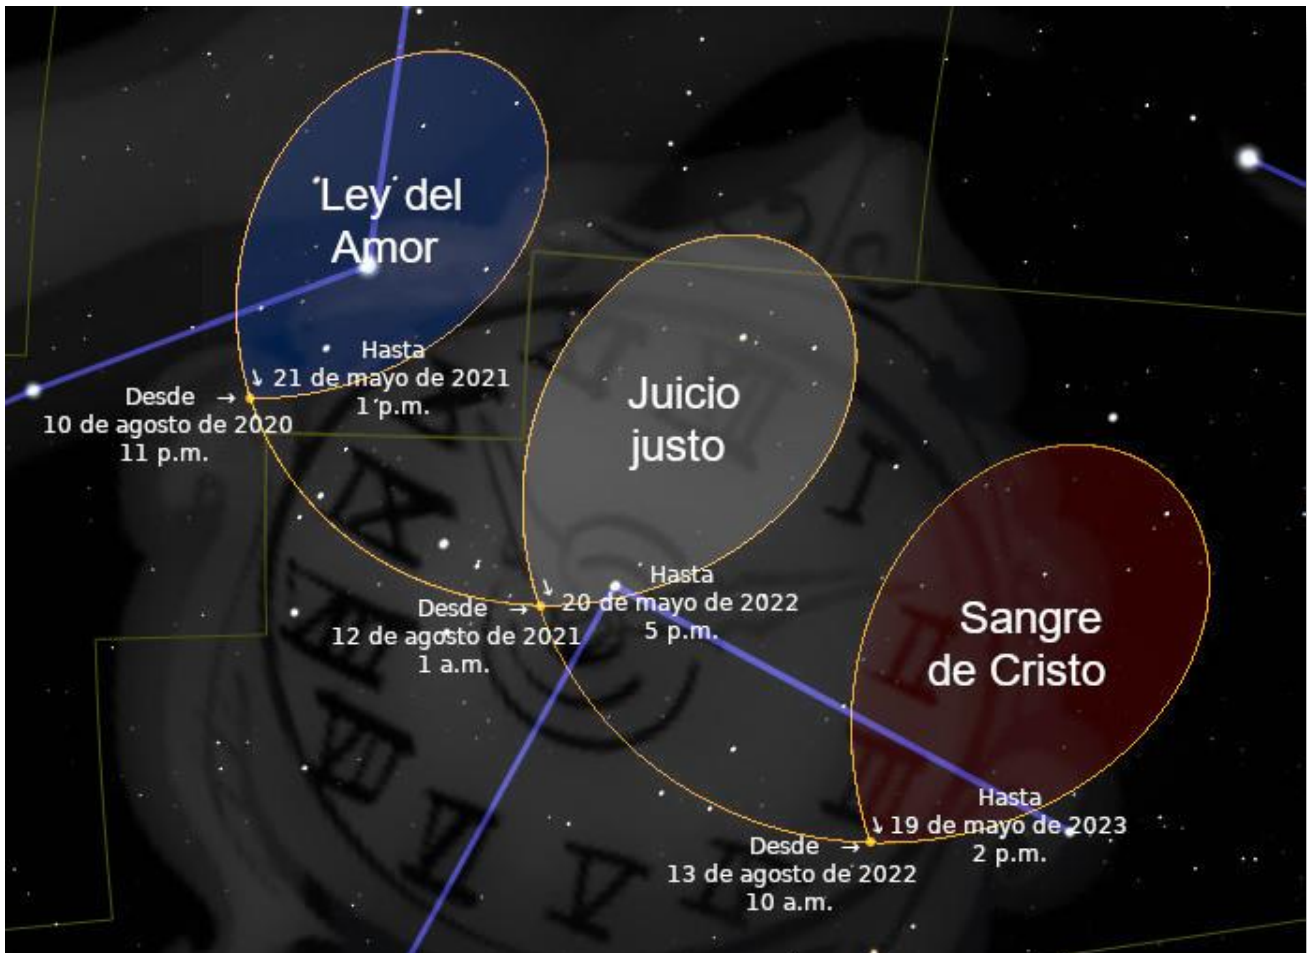 Ley del
Amor
Hasta
21 de mayo de 2021
1 p.m.
Desde →
10 de agosto de 2020
11 p.m.
Juicio
justo
Hasta
20 de mayo de 2022
5 p.m.
Desde →
12 de agosto de 2021
1 a.m.
Sangre
de Cristo
Hasta
19 de mayo de 2023
2 p.m.
Desde →
13 de agosto de 2022
10 a.m.